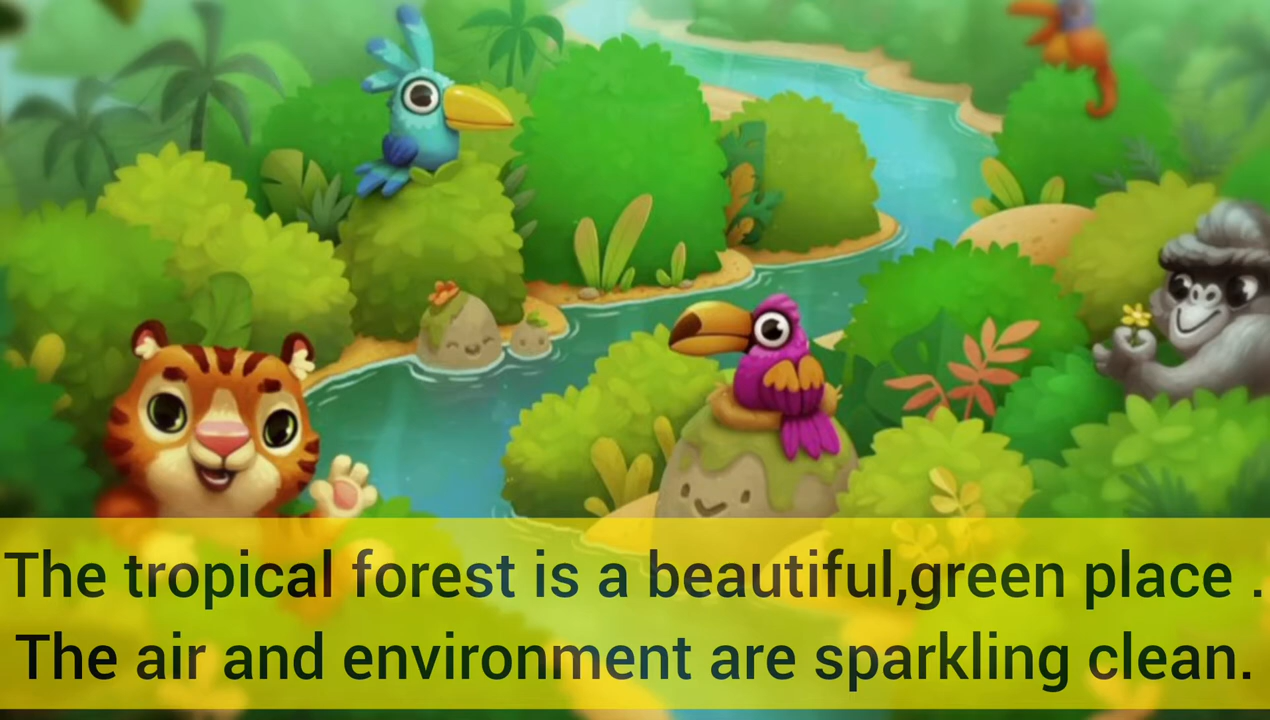 The tropical forest is a beautiful,green place .
The air and environment are sparkling clean.